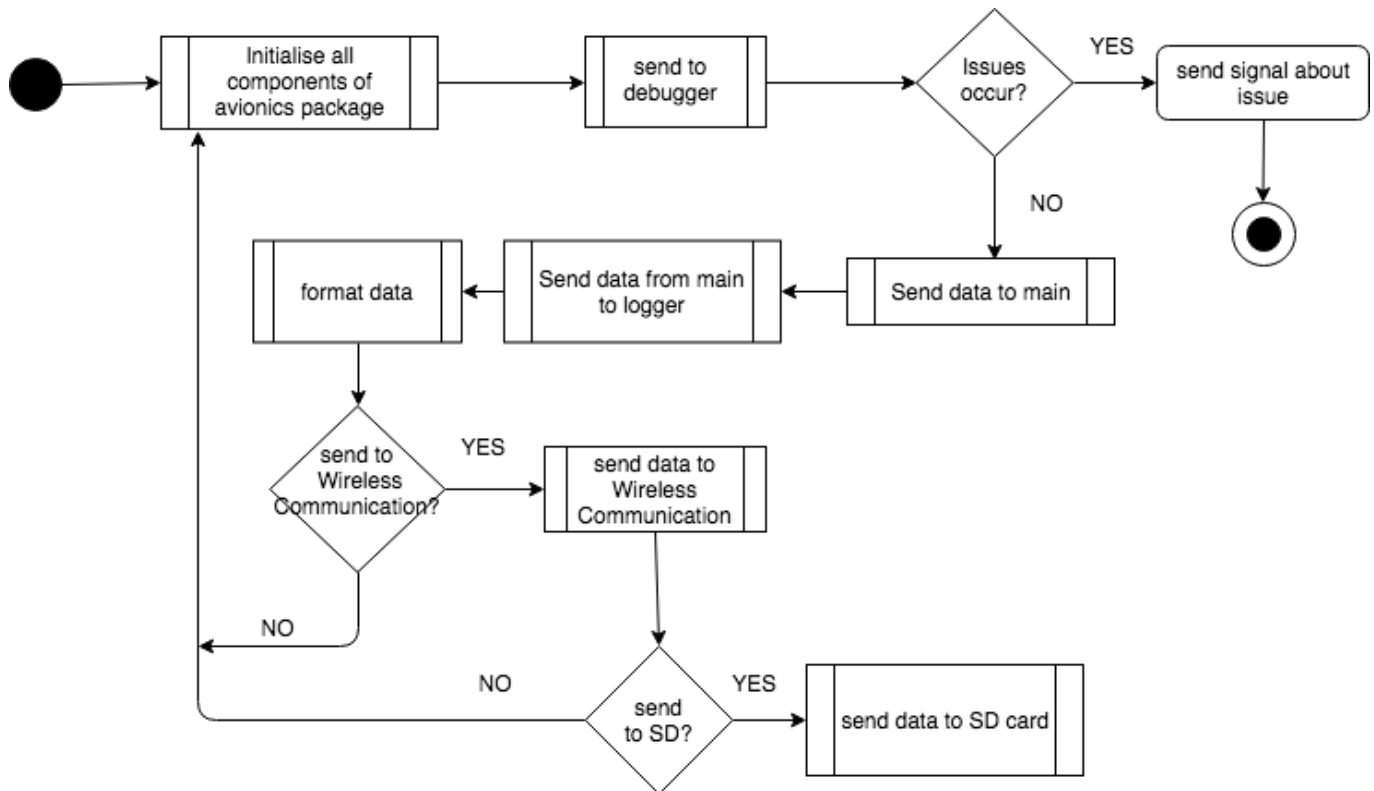 Initialise all
components of
avionics package
send to
debugger
Issues
occur?
YES
send signal about
issue
NO
Send data to main
Send data from main
to logger
format data
send to
Wireless
Communication?
YES
send data to
Wireless
Communication
NO
send
to SD?
NO
YES
send data to SD card